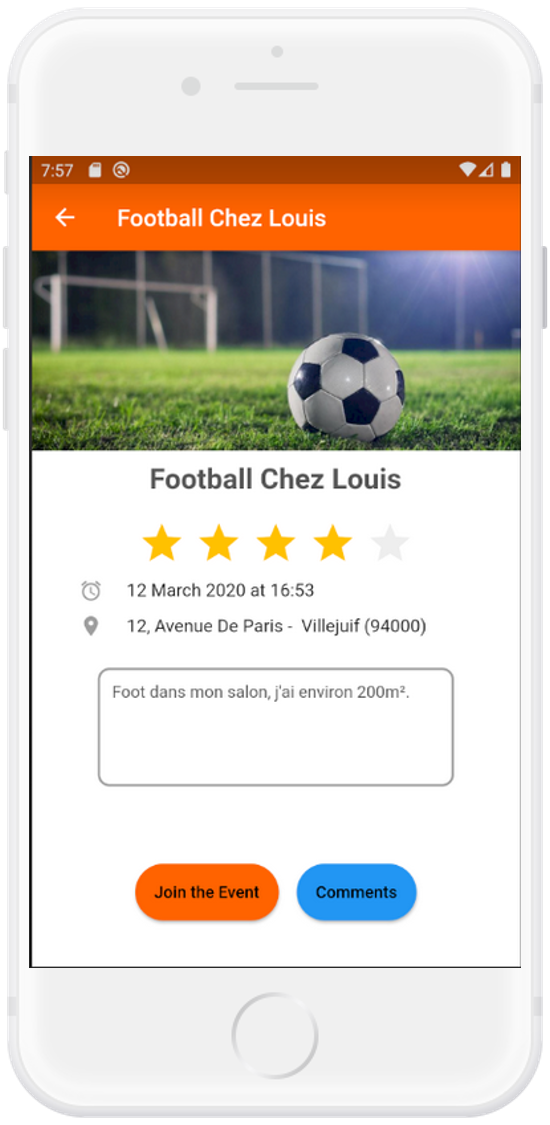 7:57
Football Chez Louis
Football Chez Louis
12 March 2020 at 16:53
12, Avenue De Paris -  Villejuif (94000)
Foot dans mon salon, j'ai environ 200m².
Join the Event
Comments